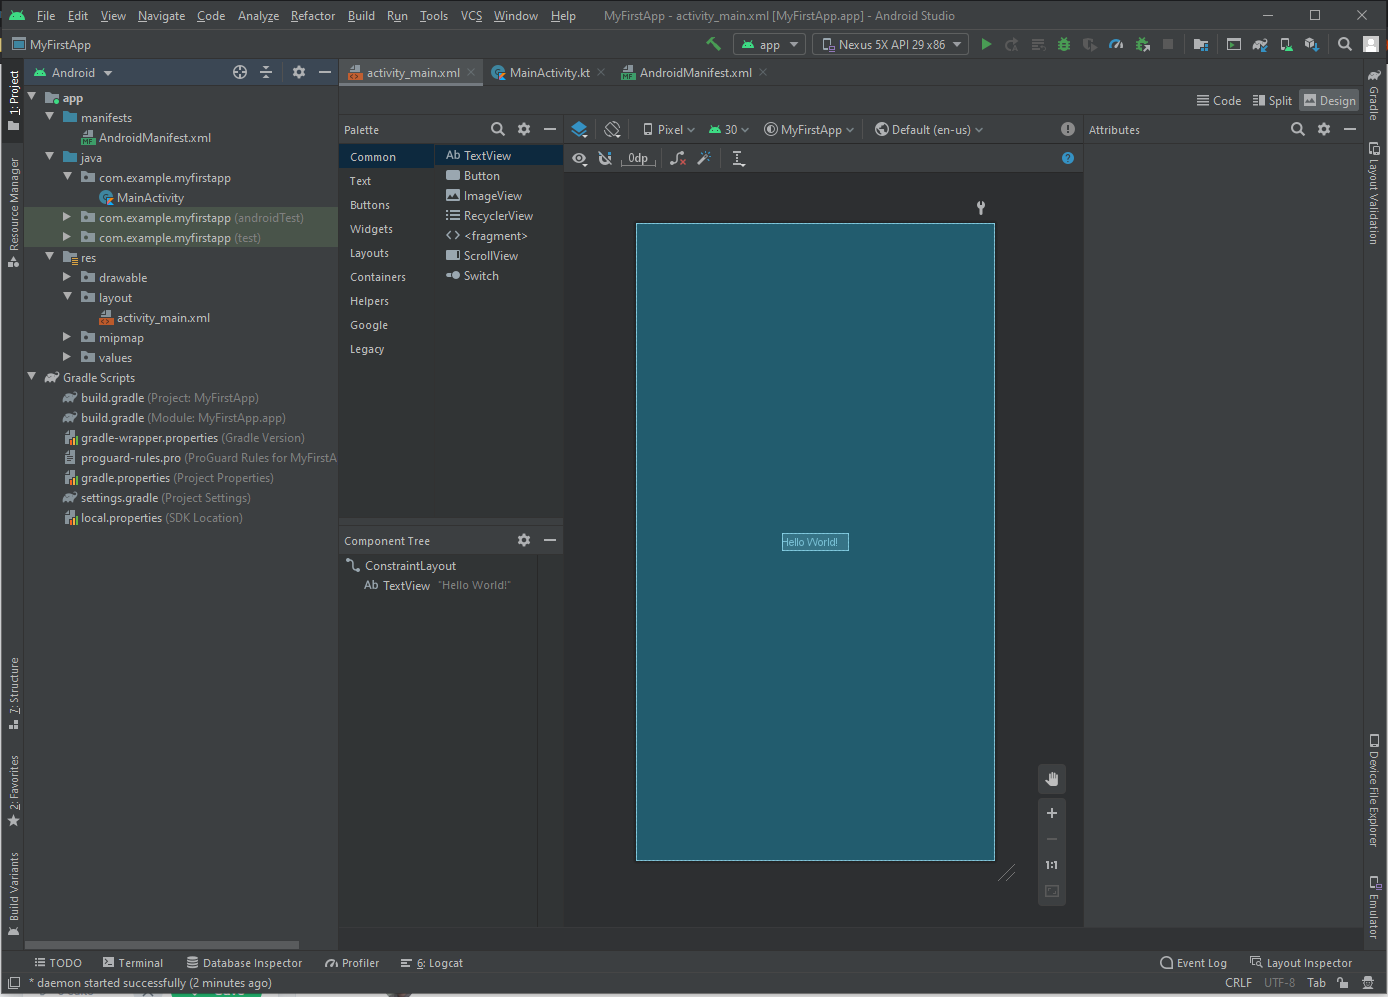 File Edit View Navigate Code Analyze Refactor Build Run Tools VCS Window Help MyFirstApp - activity_main.xml [MyFirstApp.app] - Android Studio
MyFirstApp app Nexus 5X API 29 x86
Android activity_main.xml MainActivity.kt AndroidManifest.xml
Code Split Design
1: Project
Resource Manager
7: Structure
2: Favorites
Build Variants
app
manifests
AndroidManifest.xml
java
com.example.myfirstapp
MainActivity
com.example.myfirstapp (androidTest)
com.example.myfirstapp (test)
res
drawable
layout
activity_main.xml
mipmap
values
Gradle Scripts
build.gradle (Project: MyFirstApp)
build.gradle (Module: MyFirstApp.app)
gradle-wrapper.properties (Gradle Version)
proguard-rules.pro (ProGuard Rules for MyFirstA
gradle.properties (Project Properties)
settings.gradle (Project Settings)
local.properties (SDK Location)
Palette
Common
Text
Buttons
Widgets
Layouts
Containers
Helpers
Google
Legacy
Ab TextView
Button
ImageView
RecyclerView
<fragment>
ScrollView
Switch
Component Tree
ConstraintLayout
Ab TextView "Hello World!"
Pixel 30 MyFirstApp Default (en-us)
0dp
Hello World!
1:1
Attributes
Gradle
Layout Validation
Device File Explorer
Emulator
TODO Terminal Database Inspector Profiler 6: Logcat Event Log Layout Inspector
* daemon started successfully (2 minutes ago) CRLF UTF-8 Tab